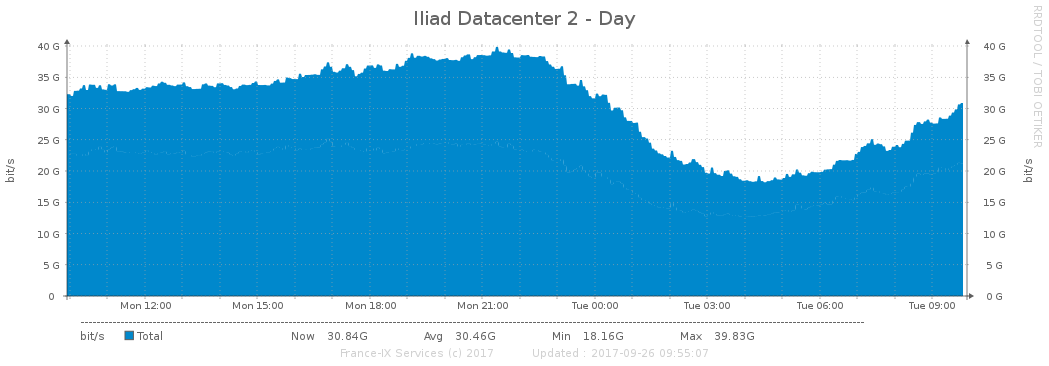 Iliad Datacenter 2 - Day
RRDTOOL / TOBI OETIKER
40 G 40 G
35 G 35 G
30 G 30 G
25 G 25 G
20 G 20 G
15 G 15 G
10 G 10 G
5 G 5 G
0 0 G
bit/s
bit/s
Mon 12:00 Mon 15:00 Mon 18:00 Mon 21:00 Tue 00:00 Tue 03:00 Tue 06:00 Tue 09:00
bit/s Total Now 30.84G Avg 30.46G Min 18.16G Max 39.83G
France-IX Services (c) 2017 Updated : 2017-09-26 09:55:07